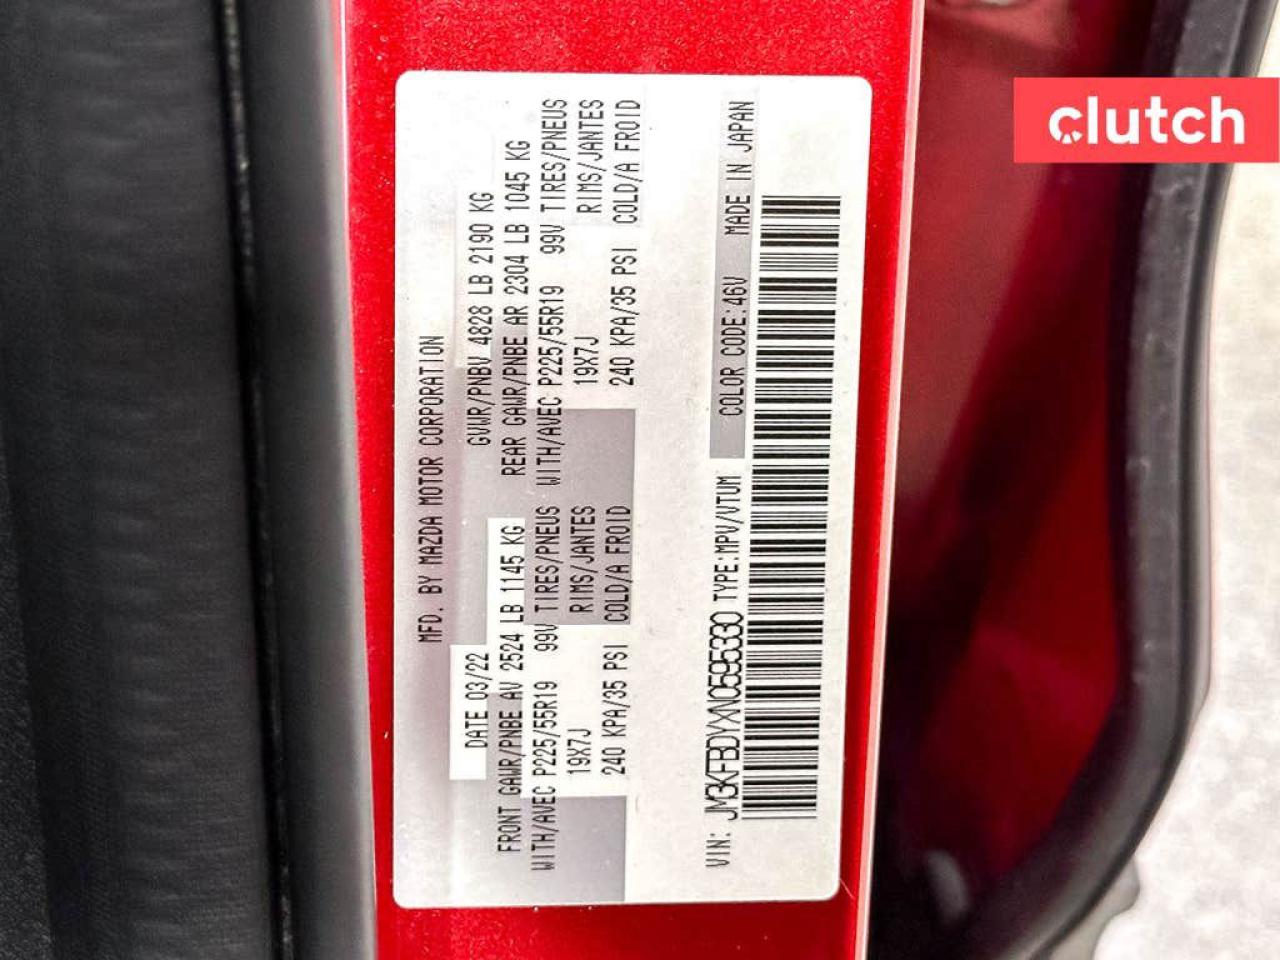 MFD. BY MAZDA MOTOR CORPORATION
DATE 03/22 GVWR/PNBV 4828 LB 2190 KG
FRONT GAWR/PNBE AV 2524 LB 1145 KG REAR GAWR/PNBE AR 2304 LB 1045 KG
WITH/AVEC P225/55R19 99V TIRES/PNEUS WITH/AVEC P225/55R19 99V TIRES/PNEUS
19X7J RIMS/JANTES 19X7J RIMS/JANTES
240 KPA/35 PSI COLD/A FROID 240 KPA/35 PSI COLD/A FROID
VIN: JM3KFBDYXN0595330 TYPE:MPV/VTUM COLOR CODE:46V MADE IN JAPAN
clutch